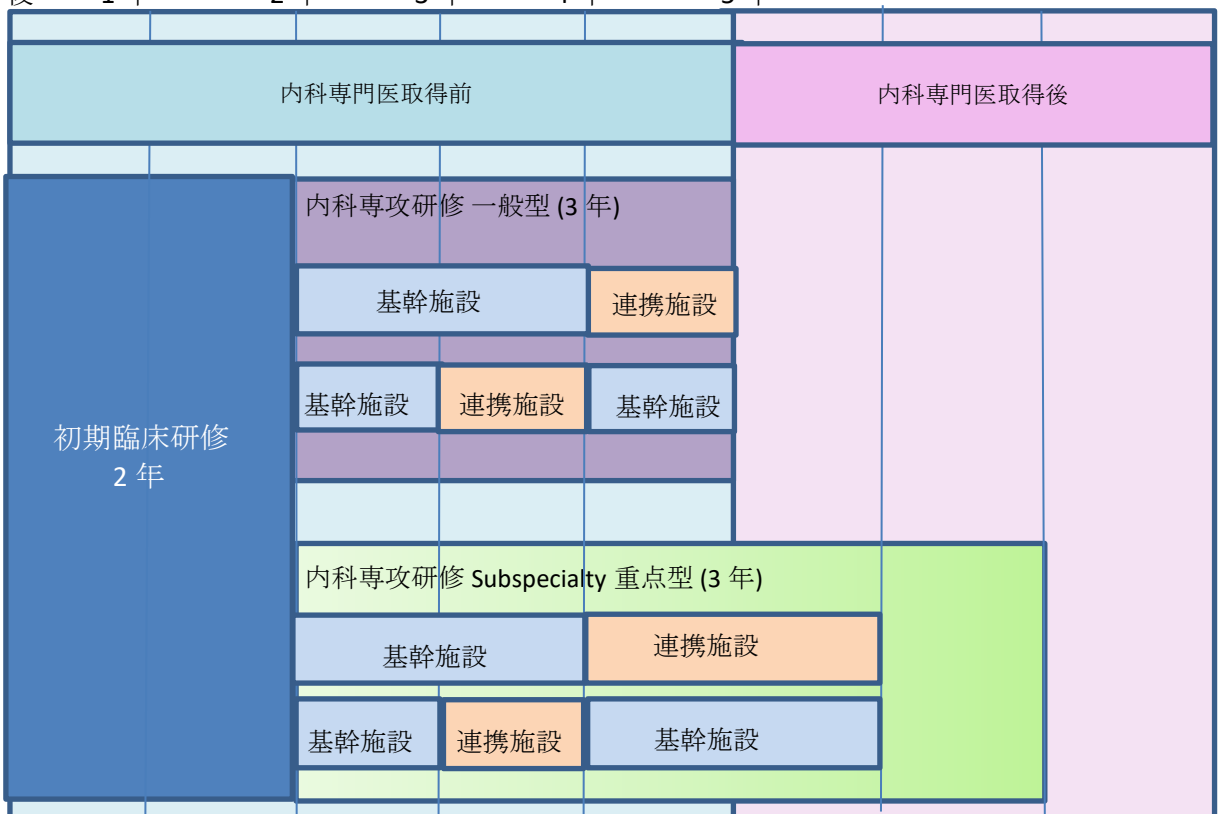 内科専門医取得前
内科専門医取得後
初期臨床研修
2 年
内科専攻研修 一般型 (3 年)
基幹施設
連携施設
基幹施設
連携施設
基幹施設
内科専攻研修 Subspecialty 重点型 (3 年)
基幹施設
連携施設
基幹施設
連携施設
基幹施設